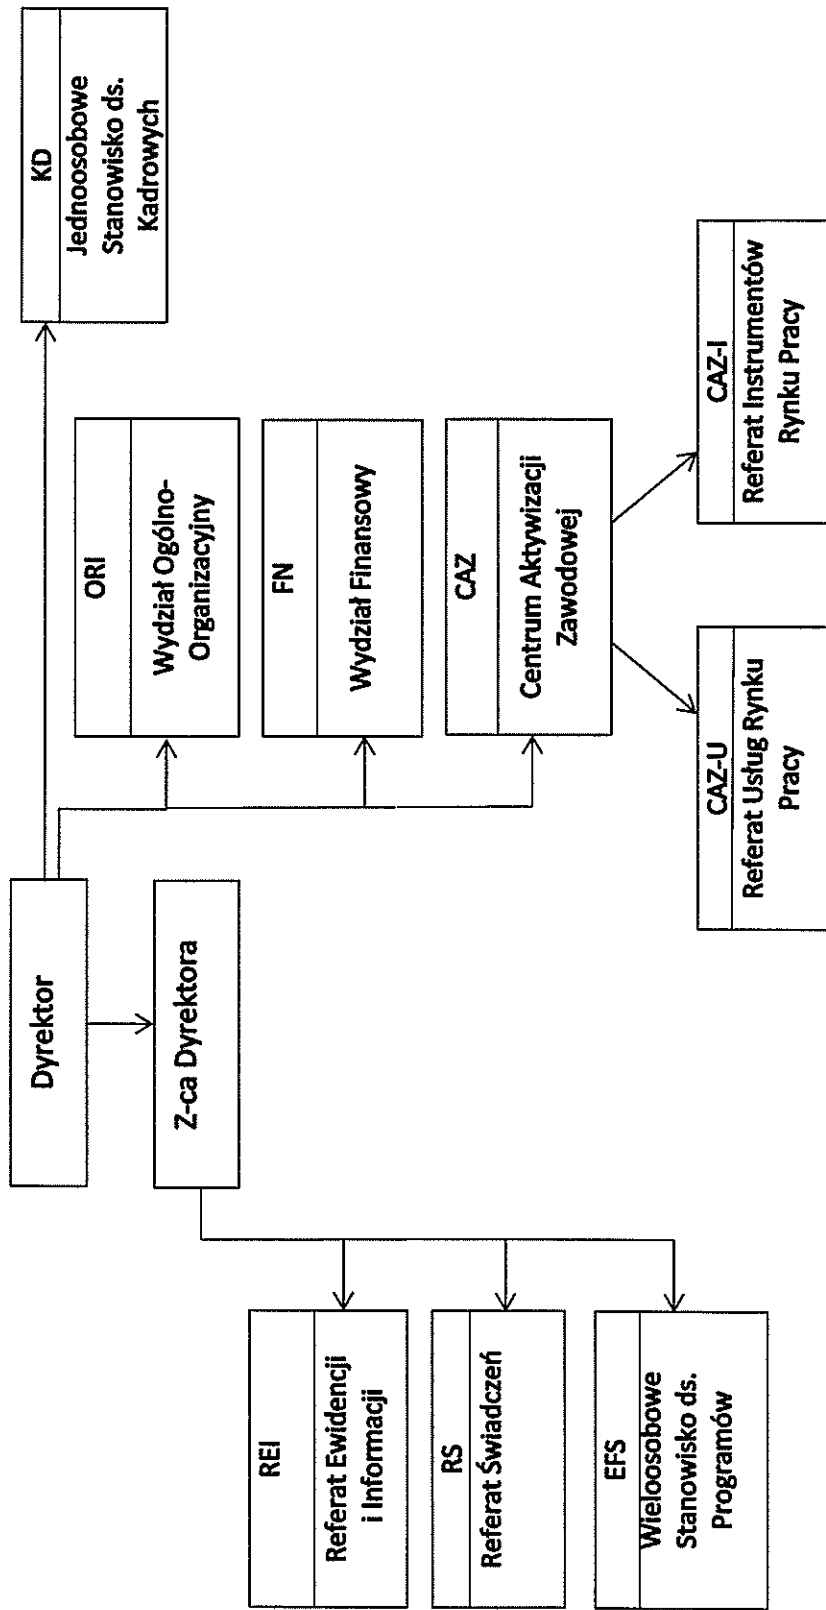 Dyrektor
Z-ca Dyrektora
KD
Jednoosobowe
Stanowisko ds.
Kadrowych
ORI
Wydział Ogólno-
Organizacyjny
FN
Wydział Finansowy
CAZ
Centrum Aktywizacji
Zawodowej
CAZ-U
Referat Usług Rynku
Pracy
CAZ-I
Referat Instrumentów
Rynku Pracy
REI
Referat Ewidencji
i Informacji
RS
Referat Świadczeń
EFS
Wieloosobowe
Stanowisko ds.
Programów